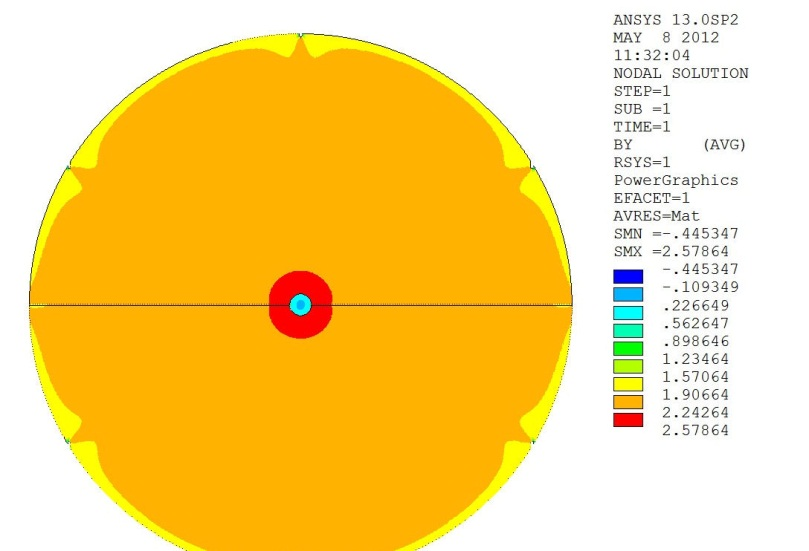 ANSYS 13.0SP2
MAY 8 2012
11:32:04
NODAL SOLUTION
STEP=1
SUB =1
TIME=1
BY (AVG)
RSYS=1
PowerGraphics
EFACET=1
AVRES=Mat
SMN =-.445347
SMX =2.57864
-.445347
-.109349
.226649
.562647
.898646
1.23464
1.57064
1.90664
2.24264
2.57864